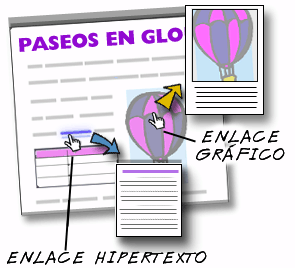 PASEOS EN GLO
ENLACE
GRÁFICO
ENLACE HIPERTEXTO